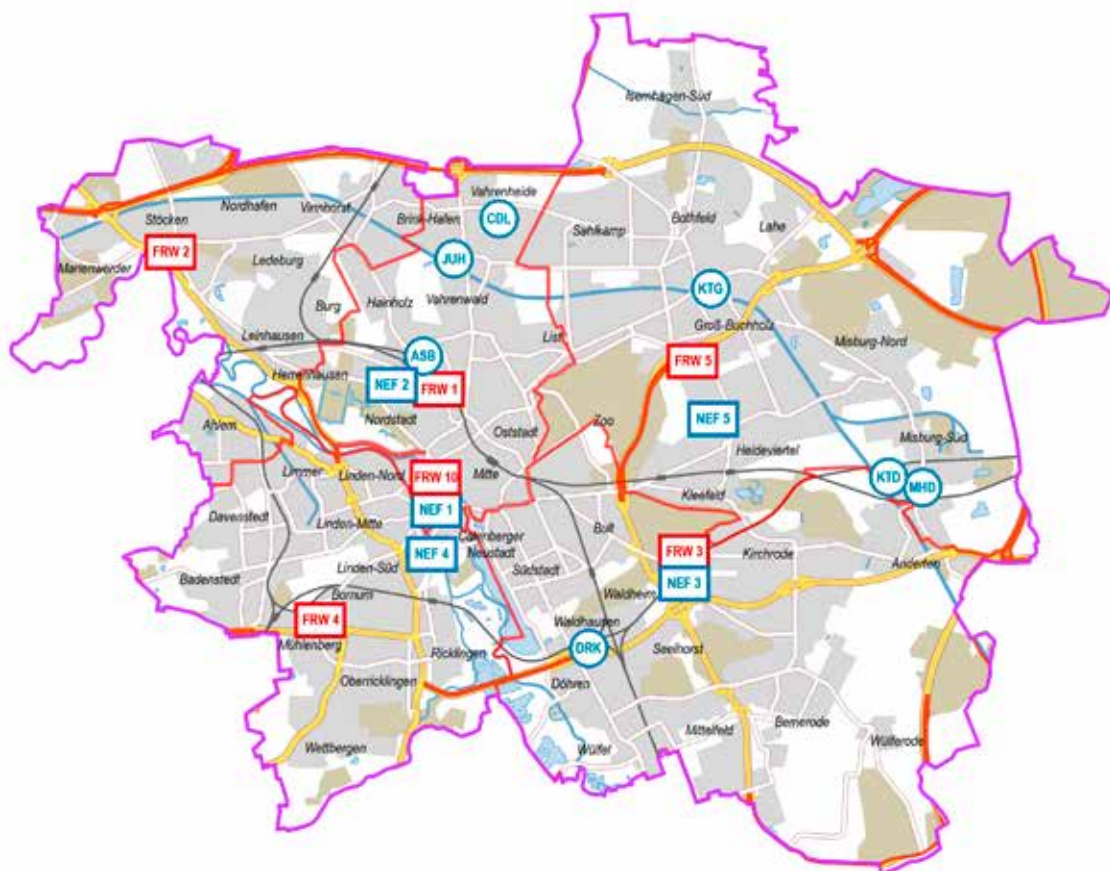 Isernhagen-Süd
Vahrenheide
Nordhafen
Vinnhorst
Brink-Hafen
CDL
Bothfeld
Stöcken
Sahlkamp
Lahe
FRW 2
Marienwerder
Ledeburg
JUH
KTG
Burg
Hainholz
Vahrenwald
Groß-Buchholz
Leinhausen
List
Misburg-Nord
ASB
FRW 5
Herrenhausen
NEF 2
FRW 1
Nordstadt
NEF 5
Ahlem
Oststadt
Zoo
Misburg-Süd
Heideviertel
Limmer
Linden-Nord
FRW 10
Mitte
KTD
MHD
Kleefeld
Davenstedt
NEF 1
Linden-Mitte
Calenberger
Neustadt
Bult
FRW 3
Kirchrode
Anderten
NEF 4
Südstadt
Badenstedt
Linden-Süd
Waldheim
NEF 3
Bornum
FRW 4
Waldhausen
Mühlenberg
DRK
Seelhorst
Ricklingen
Oberricklingen
Döhren
Bemerode
Mittelfeld
Wülferode
Wettbergen
Wülfel